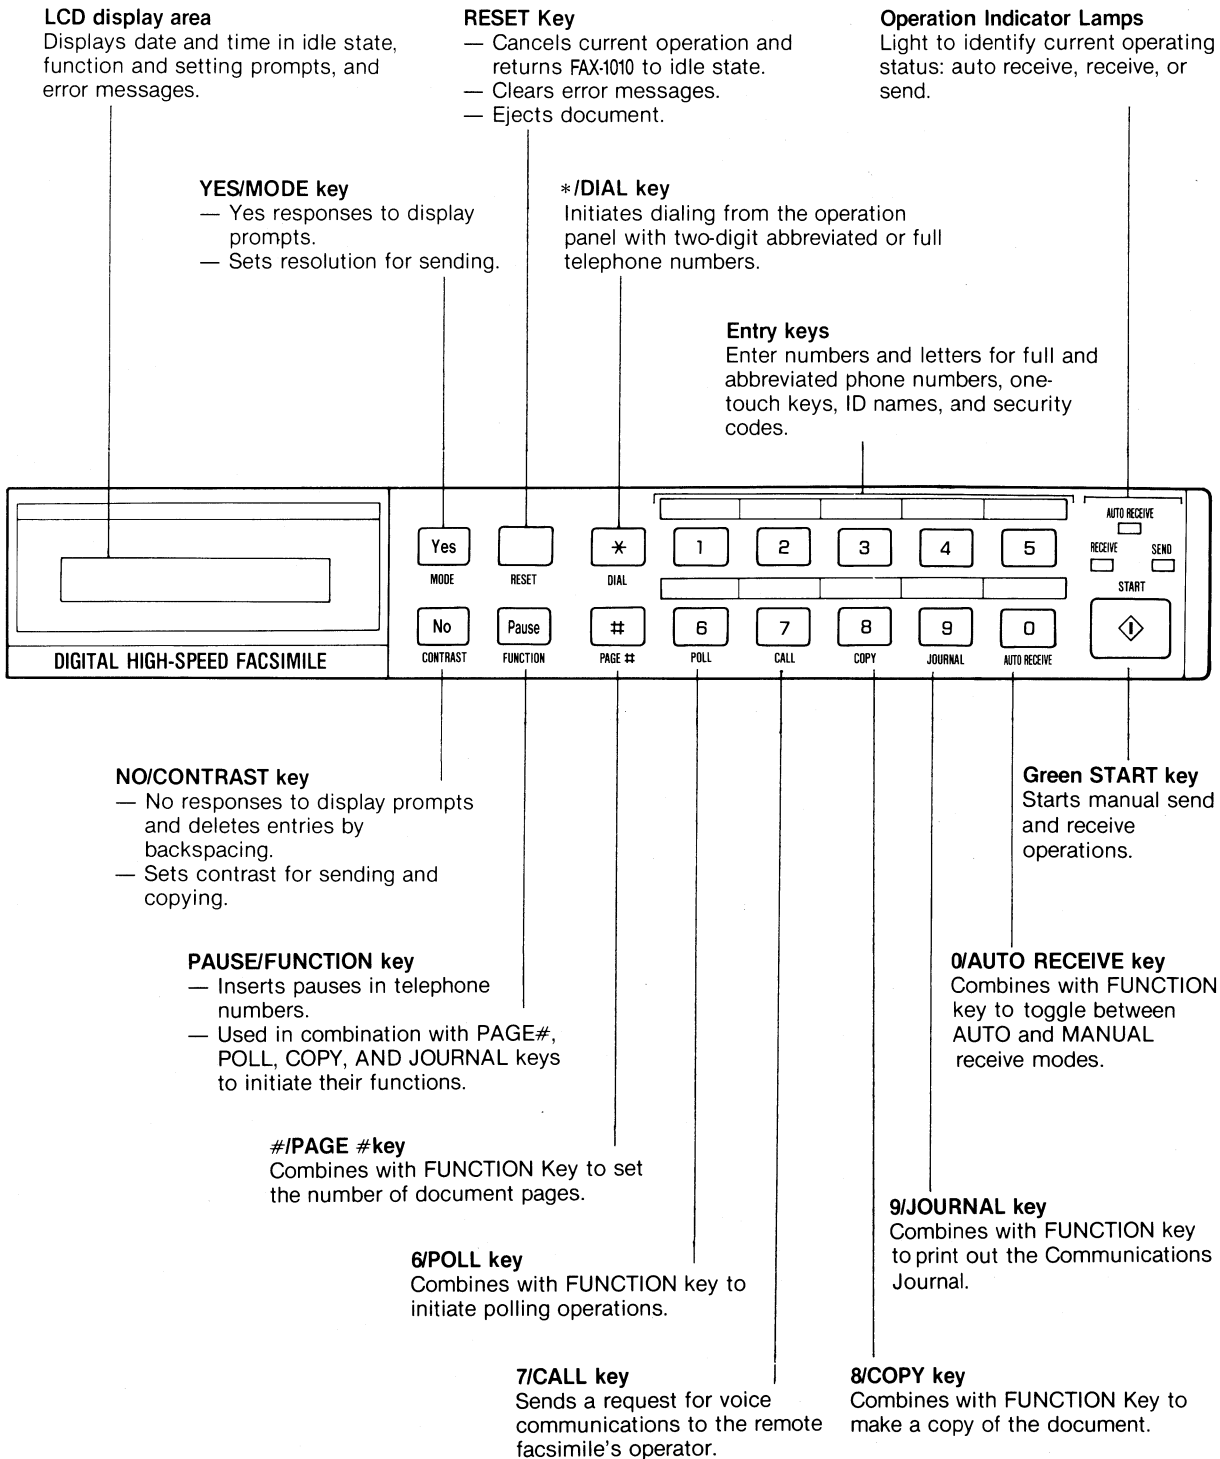 LCD display area
Displays date and time in idle state,
function and setting prompts, and
error messages.
RESET Key
— Cancels current operation and
returns FAX-1010 to idle state.
— Clears error messages.
— Ejects document.
Operation Indicator Lamps
Light to identify current operating
status: auto receive, receive, or
send.
YES/MODE key
— Yes responses to display
prompts.
— Sets resolution for sending.
*/DIAL key
Initiates dialing from the operation
panel with two-digit abbreviated or full
telephone numbers.
Entry keys
Enter numbers and letters for full and
abbreviated phone numbers, one-
touch keys, ID names, and security
codes.
DIGITAL HIGH-SPEED FACSIMILE
Yes
MODE
RESET
*
DIAL
1
2
3
4
5
AUTO RECEIVE
RECEIVE
SEND
START
No
CONTRAST
Pause
FUNCTION
#
PAGE #
6
POLL
7
CALL
8
COPY
9
JOURNAL
0
AUTO RECEIVE
NO/CONTRAST key
— No responses to display prompts
and deletes entries by
backspacing.
— Sets contrast for sending and
copying.
Green START key
Starts manual send
and receive
operations.
PAUSE/FUNCTION key
— Inserts pauses in telephone
numbers.
— Used in combination with PAGE#,
POLL, COPY, AND JOURNAL keys
to initiate their functions.
0/AUTO RECEIVE key
Combines with FUNCTION
key to toggle between
AUTO and MANUAL
receive modes.
#/PAGE #key
Combines with FUNCTION Key to set
the number of document pages.
9/JOURNAL key
Combines with FUNCTION key
to print out the Communications
Journal.
6/POLL key
Combines with FUNCTION key to
initiate polling operations.
7/CALL key
Sends a request for voice
communications to the remote
facsimile's operator.
8/COPY key
Combines with FUNCTION Key to
make a copy of the document.